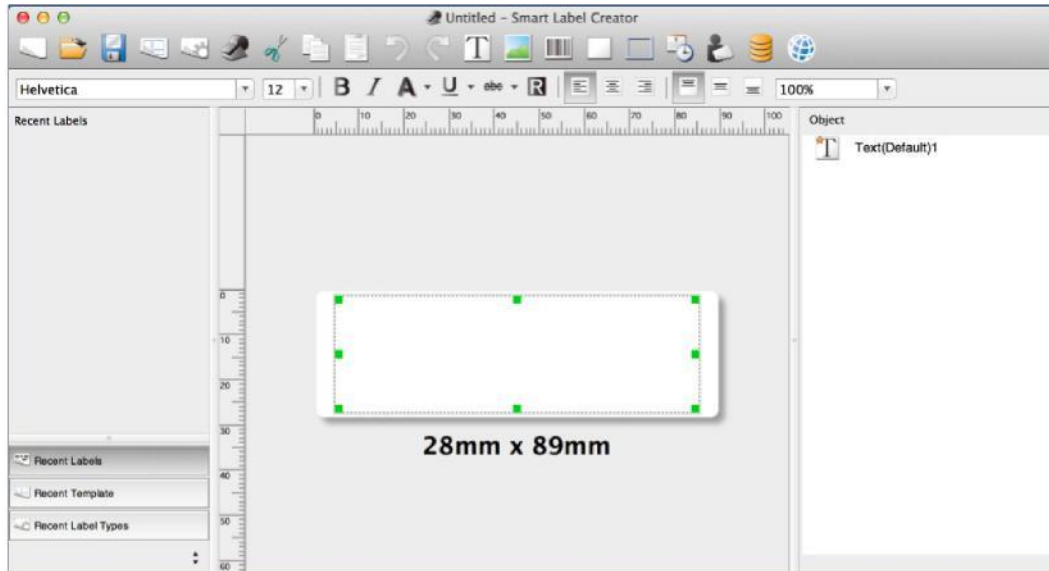 Untitled - Smart Label Creator
T
Helvetica
12
B I A U abc R
100%
Recent Labels
0 10 20 30 40 50 60 70 80 90 100
Object
T Text(Default)1
0
10
20
30
40
50
60
28mm x 89mm
Recent Labels
Recent Template
Recent Label Types